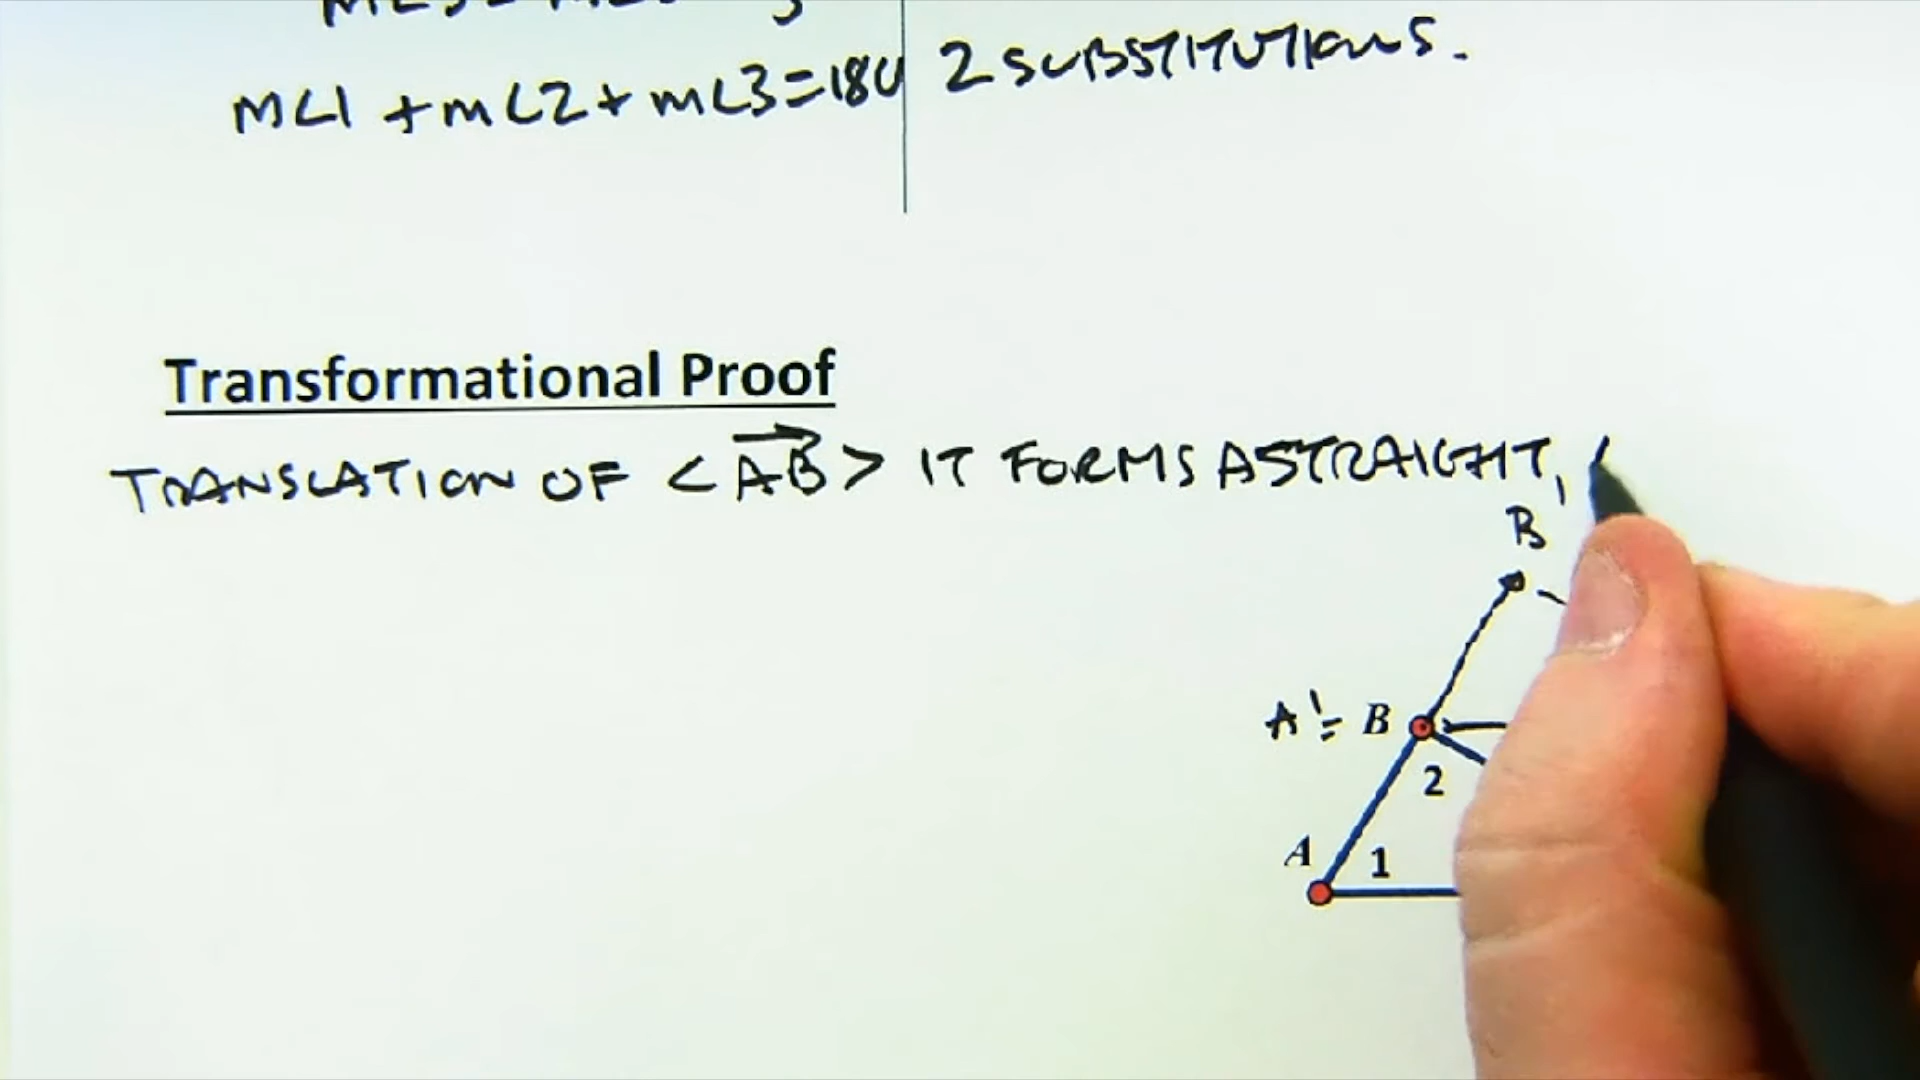 m∠1 + m∠2 + m∠3 = 180 2 SUBSTITUTIONS.
Transformational Proof
TRANSLATION OF < AB > IT FORMS A STRAIGHT
B'
A' = B
2
A 1